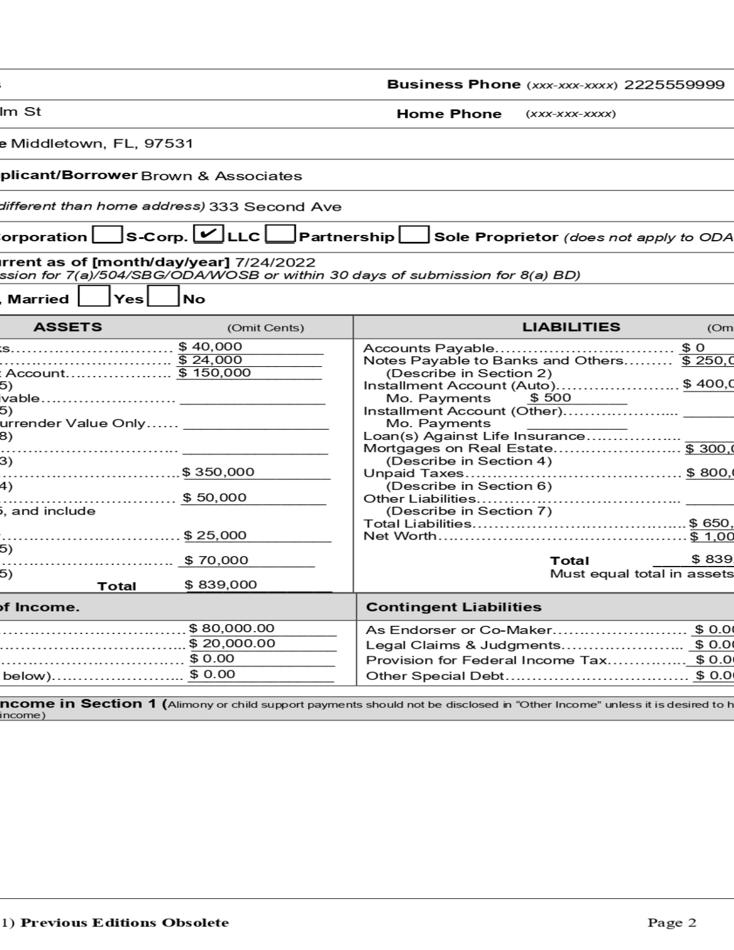 s Business Phone (xxx-xxx-xxxx) 2225559999
lm St Home Phone (xxx-xxx-xxxx)
e Middletown, FL, 97531
plicant/Borrower Brown & Associates
different than home address) 333 Second Ave
orporation S-Corp. ✔ LLC Partnership Sole Proprietor (does not apply to ODA
urrent as of [month/day/year] 7/24/2022
ssion for 7(a)/504/SBG/ODA/WOSB or within 30 days of submission for 8(a) BD)
, Married Yes No
ASSETS (Omit Cents)
s.................................... $ 40,000
.................................... $ 24,000
t Account.................. $ 150,000
5)
ivable.......................... ____
5)
urrender Value Only...... ____
8)
.................................... ____
3)
.................................... $ 350,000
4)
.................................... $ 50,000
5, and include
.................................... $ 25,000
5)
.................................... $ 70,000
5)
Total $ 839,000
LIABILITIES (Om
Accounts Payable.................................... $ 0
Notes Payable to Banks and Others......... $ 250,0
(Describe in Section 2)
Installment Account (Auto)........................ $ 400,0
Mo. Payments $ 500
Installment Account (Other)....................... ____
Mo. Payments ____
Loan(s) Against Life Insurance.................. ____
Mortgages on Real Estate......................... $ 300,0
(Describe in Section 4)
Unpaid Taxes.......................................... $ 800,0
(Describe in Section 6)
Other Liabilities....................................... ____
(Describe in Section 7)
Total Liabilities........................................ $ 650,
Net Worth............................................... $ 1,00
Total $ 839
Must equal total in assets
of Income.
.................................... $ 80,000.00
.................................... $ 20,000.00
.................................... $ 0.00
below)......................... $ 0.00
Contingent Liabilities
As Endorser or Co-Maker.......................... $ 0.0
Legal Claims & Judgments........................ $ 0.0
Provision for Federal Income Tax............... $ 0.0
Other Special Debt................................... $ 0.0
ncome in Section 1 (Alimony or child support payments should not be disclosed in "Other Income" unless it is desired to h
income)
1) Previous Editions Obsolete Page 2